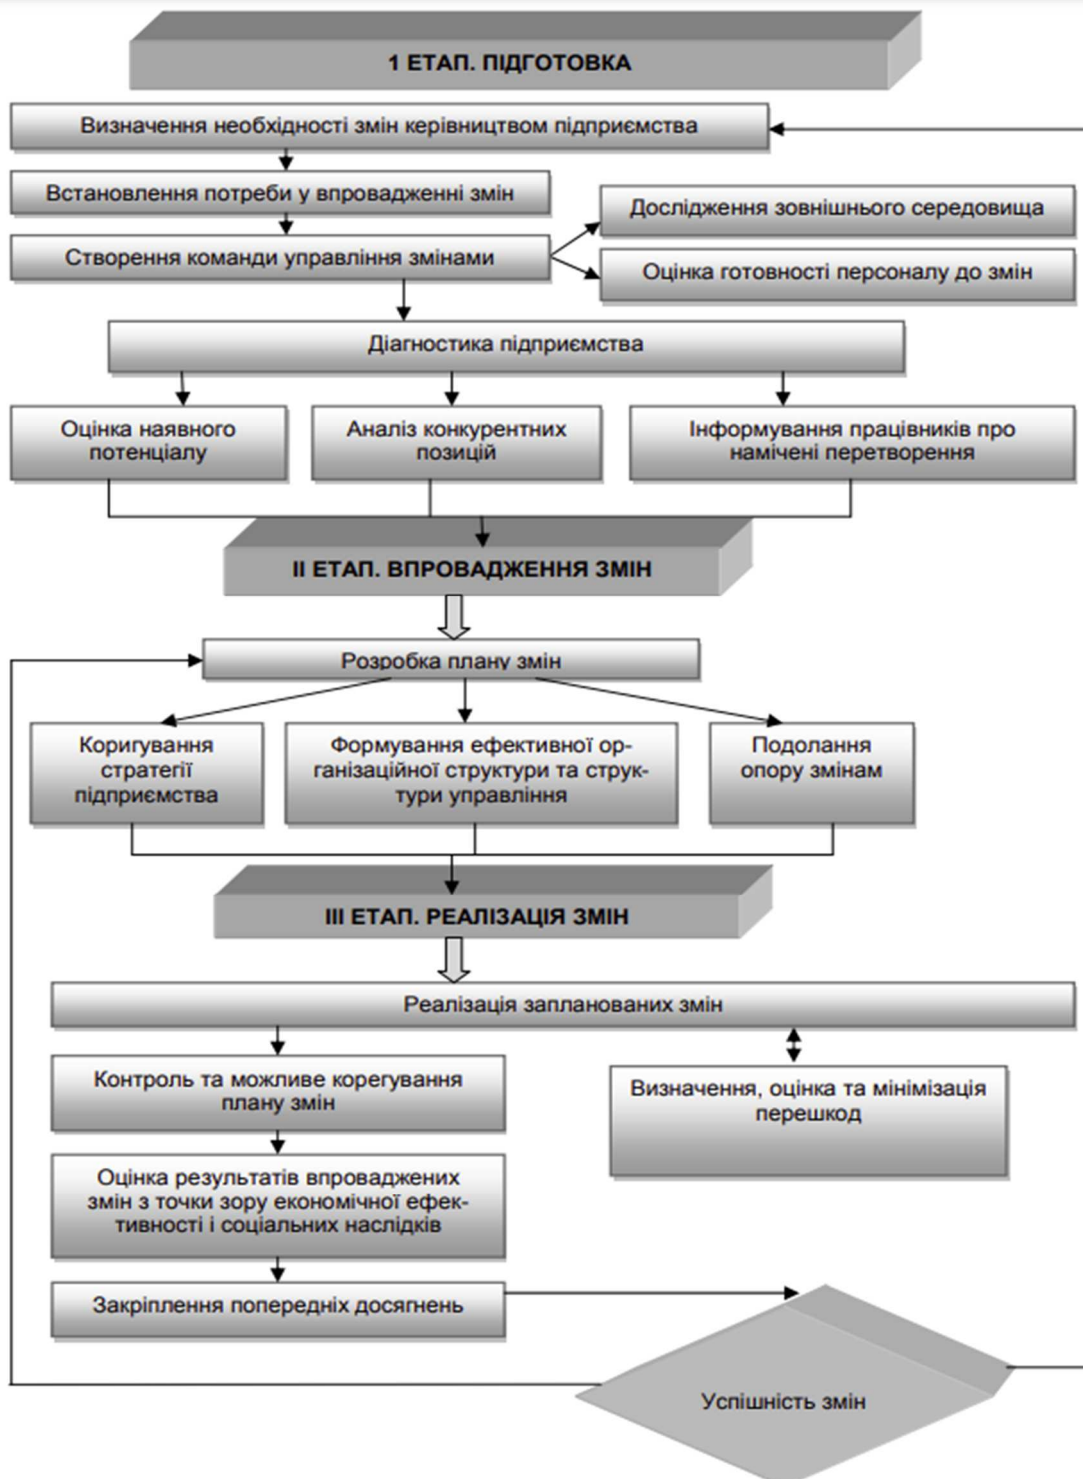 1 ЕТАП. ПІДГОТОВКА
Визначення необхідності змін керівництвом підприємства
Встановлення потреби у впровадженні змін
Створення команди управління змінами
Дослідження зовнішнього середовища
Оцінка готовності персоналу до змін
Діагностика підприємства
Оцінка наявного
потенціалу
Аналіз конкурентних
позицій
Інформування працівників про
намічені перетворення
ІІ ЕТАП. ВПРОВАДЖЕННЯ ЗМІН
Розробка плану змін
Коригування
стратегії
підприємства
Формування ефективної ор-
ганізаційної структури та струк-
тури управління
Подолання
опору змінам
ІІІ ЕТАП. РЕАЛІЗАЦІЯ ЗМІН
Реалізація запланованих змін
Контроль та можливе корегування
плану змін
Визначення, оцінка та мінімізація
перешкод
Оцінка результатів впроваджених
змін з точки зору економічної ефек-
тивності і соціальних наслідків
Закріплення попередніх досягнень
Успішність змін